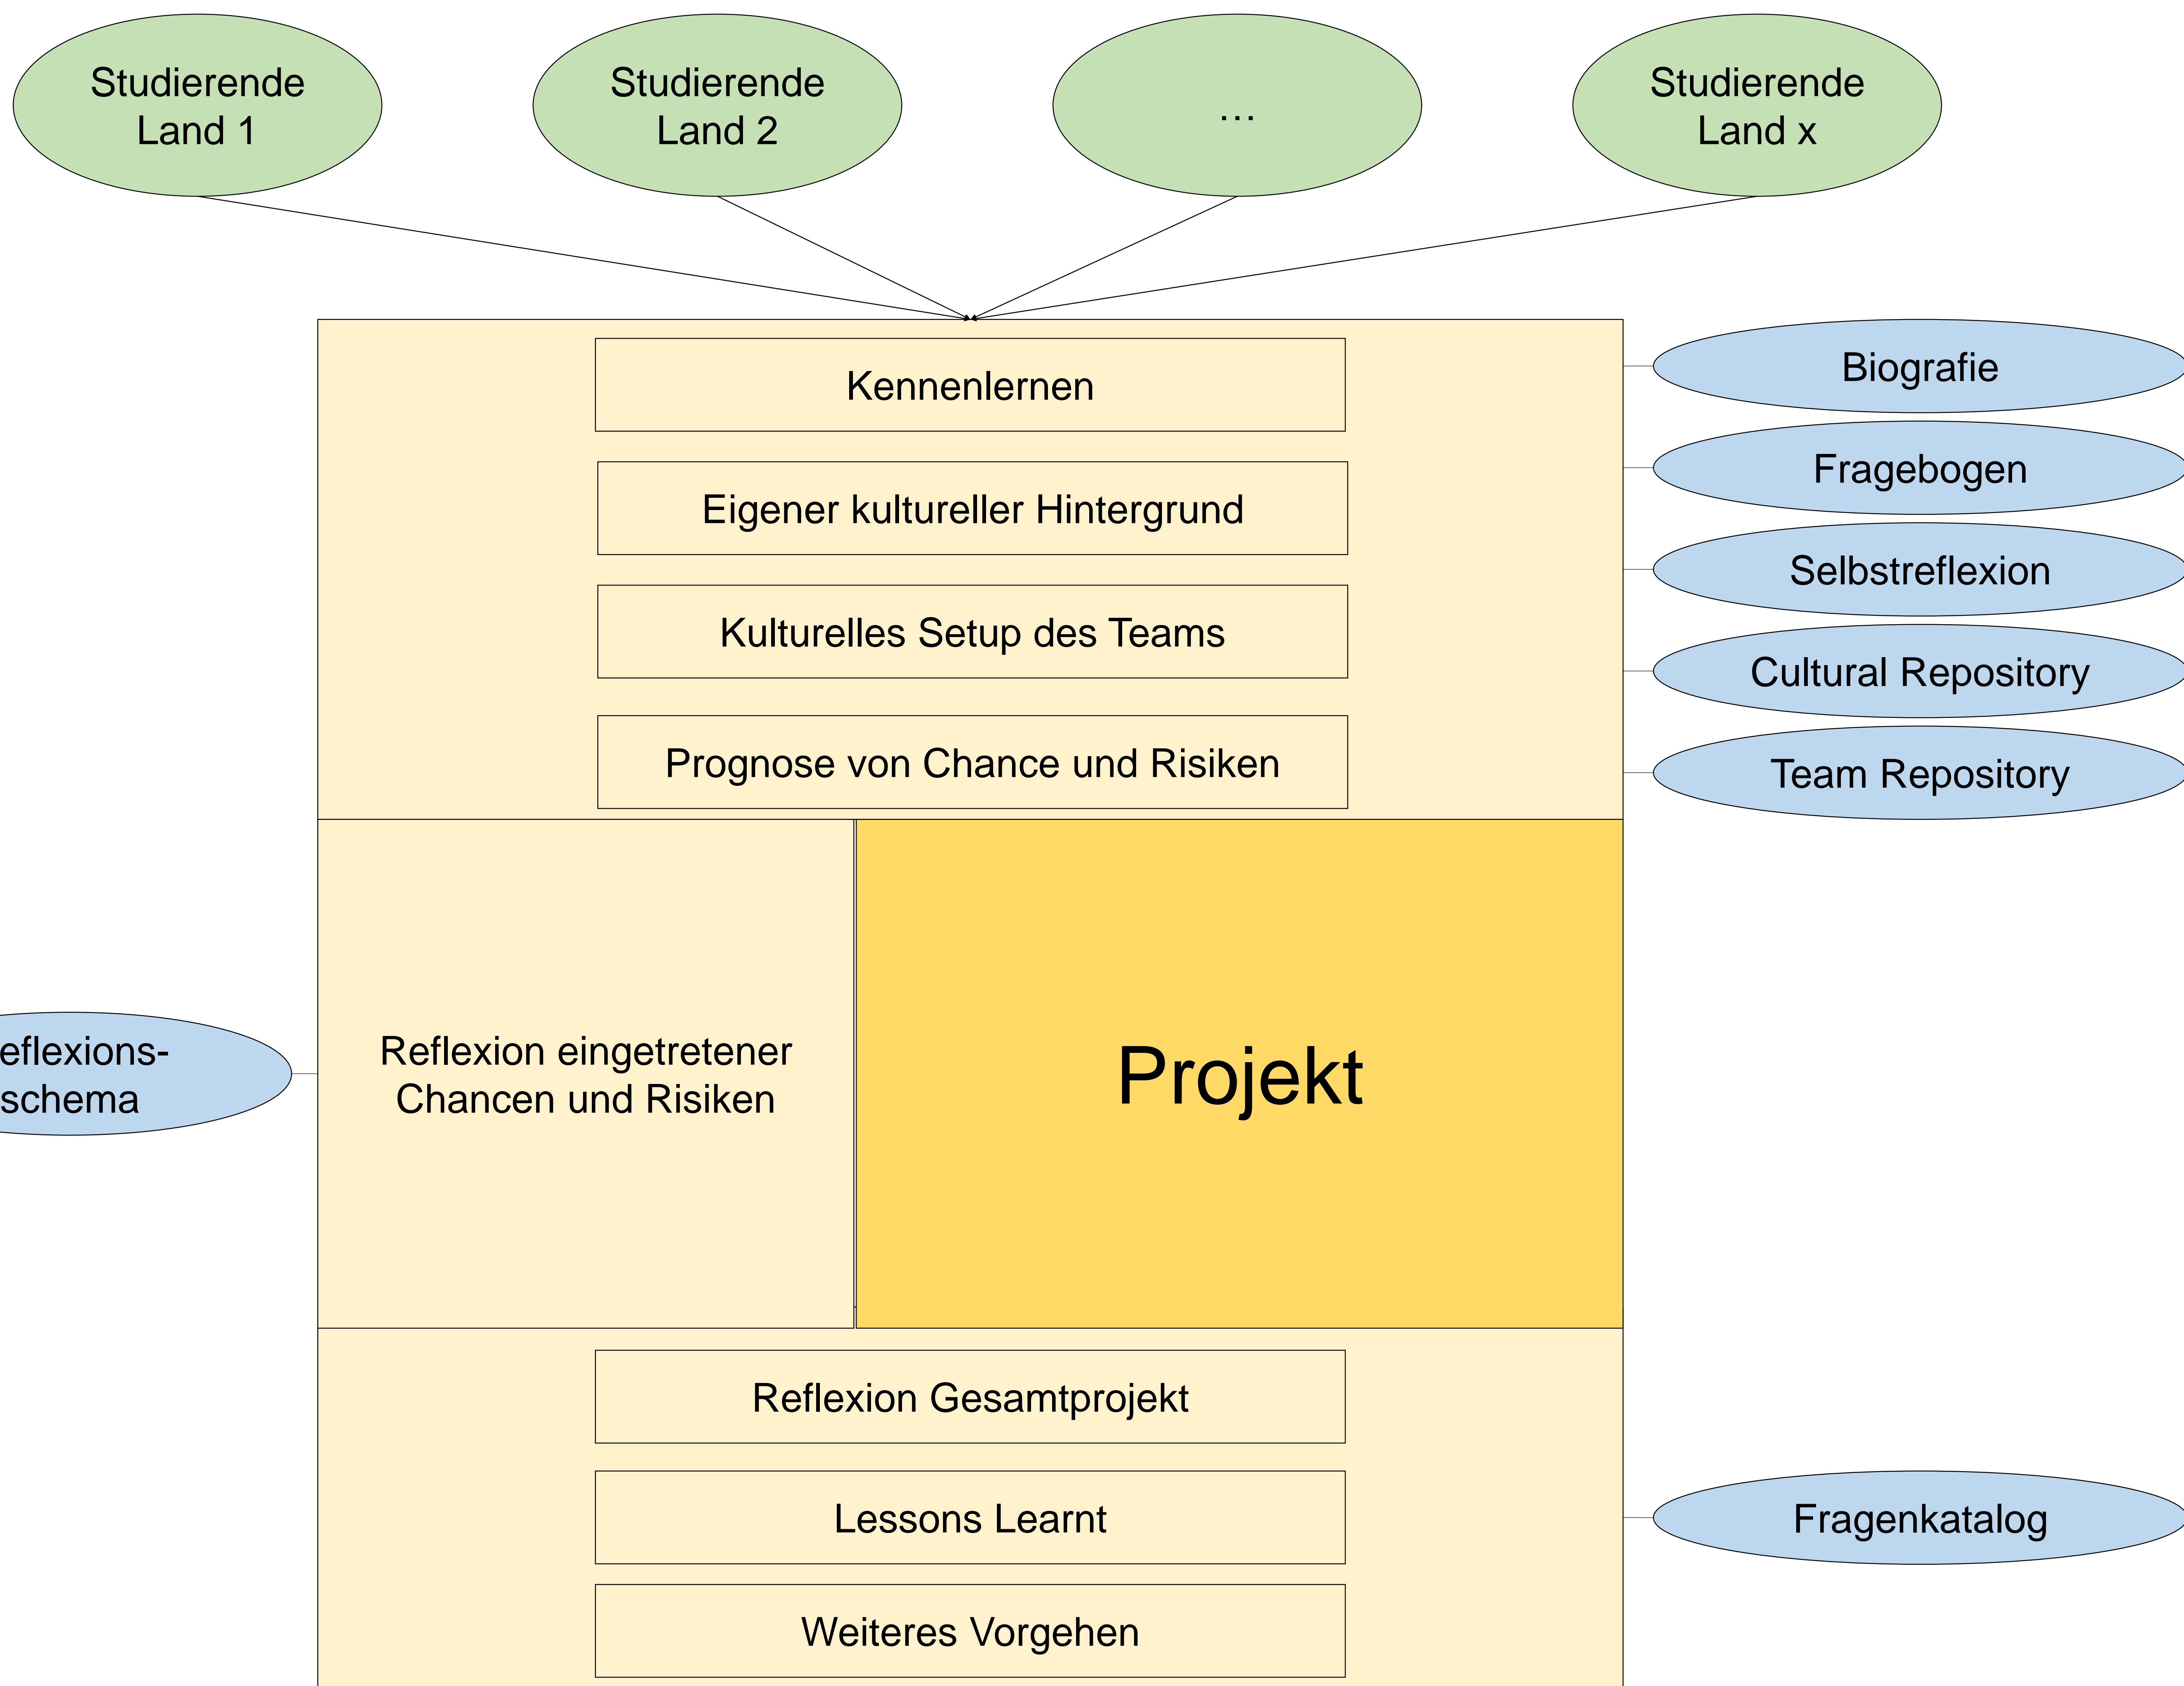 Studierende
Land 1
Studierende
Land 2
…
Studierende
Land x
Kennenlernen
Eigener kultureller Hintergrund
Kulturelles Setup des Teams
Prognose von Chance und Risiken
Biografie
Fragebogen
Selbstreflexion
Cultural Repository
Team Repository
eflexions-
schema
Reflexion eingetretener
Chancen und Risiken
Projekt
Reflexion Gesamtprojekt
Lessons Learnt
Weiteres Vorgehen
Fragenkatalog